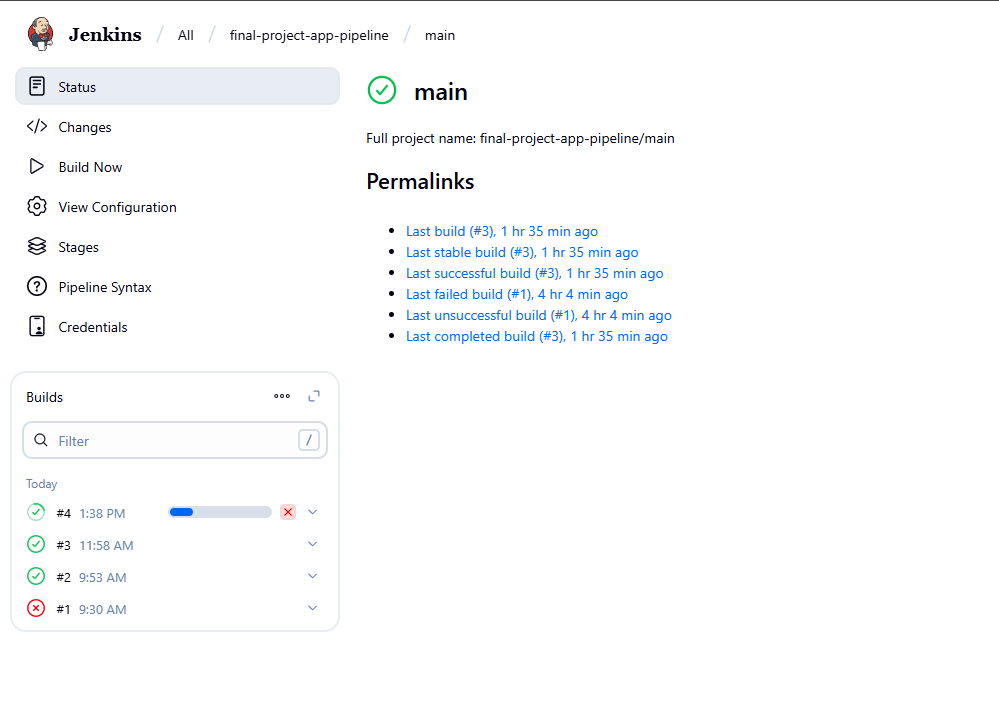 Jenkins / All / final-project-app-pipeline / main
Status
Changes
Build Now
View Configuration
Stages
Pipeline Syntax
Credentials
Builds
Filter /
Today
#4 1:38 PM
#3 11:58 AM
#2 9:53 AM
#1 9:30 AM
main
Full project name: final-project-app-pipeline/main
Permalinks
Last build (#3), 1 hr 35 min ago
Last stable build (#3), 1 hr 35 min ago
Last successful build (#3), 1 hr 35 min ago
Last failed build (#1), 4 hr 4 min ago
Last unsuccessful build (#1), 4 hr 4 min ago
Last completed build (#3), 1 hr 35 min ago